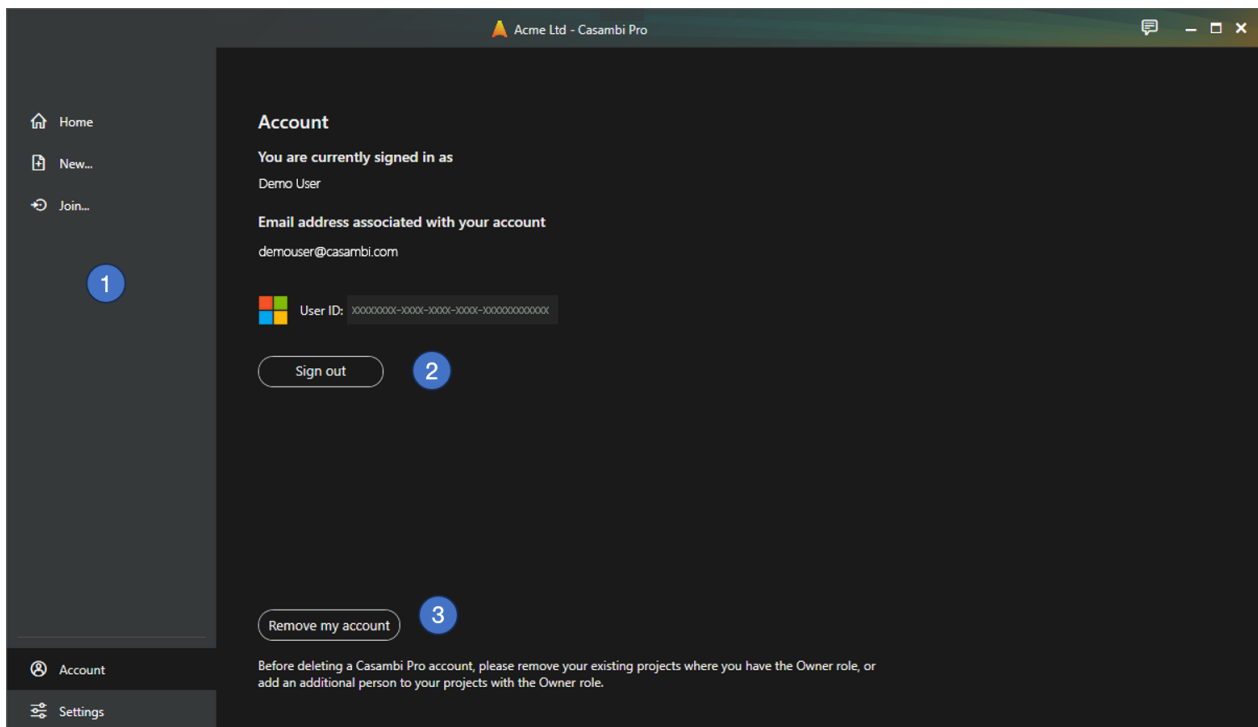 Acme Ltd - Casambi Pro
Home
New...
Join...
1
Account
You are currently signed in as
Demo User
Email address associated with your account
demouser@casambi.com
User ID: xxxxxxxx-xxxx-xxxx-xxxx-xxxxxxxxxxxx
Sign out
2
Remove my account
3
Before deleting a Casambi Pro account, please remove your existing projects where you have the Owner role, or
add an additional person to your projects with the Owner role.
Account
Settings